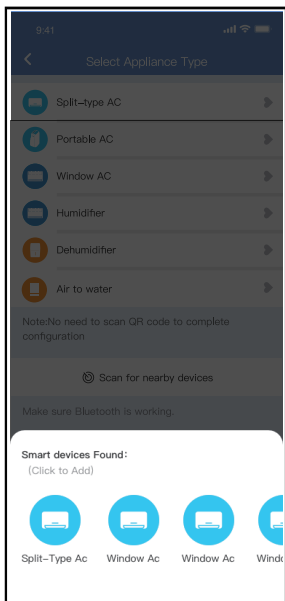 9:41
Select Appliance Type
Split-type AC
Portable AC
Window AC
Humidifier
Dehumidifier
Air to water
Note:No need to scan QR code to complete
configuration
Scan for nearby devices
Make sure Bluetooth is working.
Smart devices Found:
(Click to Add)
Split-Type Ac Window Ac Window Ac Windo